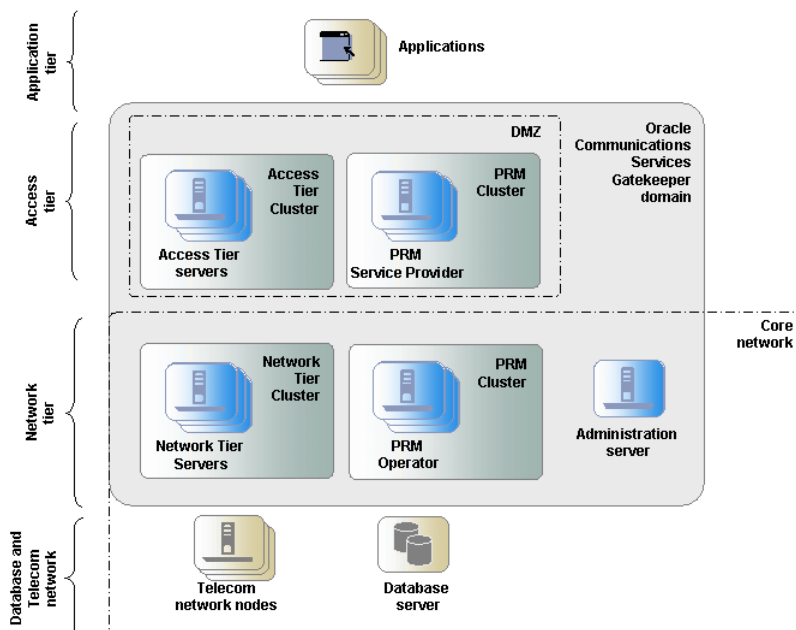 Application
tier
Applications
Access
tier
DMZ
Oracle
Communications
Services
Gatekeeper
domain
Access
Tier
Cluster
Access Tier
servers
PRM
Cluster
PRM
Service Provider
Core
network
Network
tier
Network
Tier
Cluster
Network Tier
Servers
PRM
Cluster
PRM
Operator
Administration
server
Database and
Telecom
network
Telecom
network nodes
Database
server